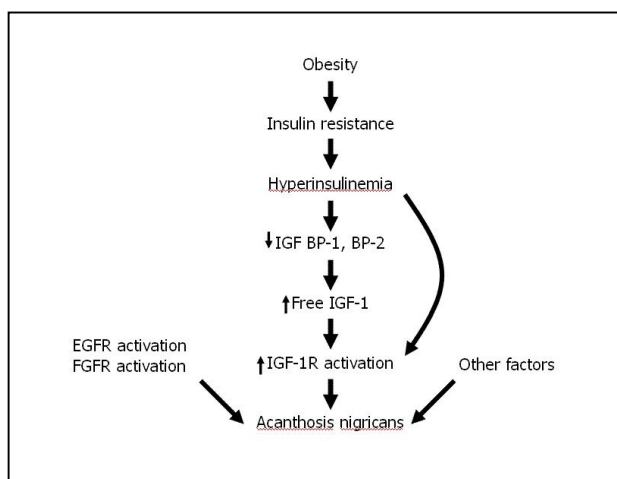 Obesity
Insulin resistance
Hyperinsulinemia
↓IGF BP-1, BP-2
↑Free IGF-1
EGFR activation
FGFR activation
↑IGF-1R activation
Other factors
Acanthosis nigricans